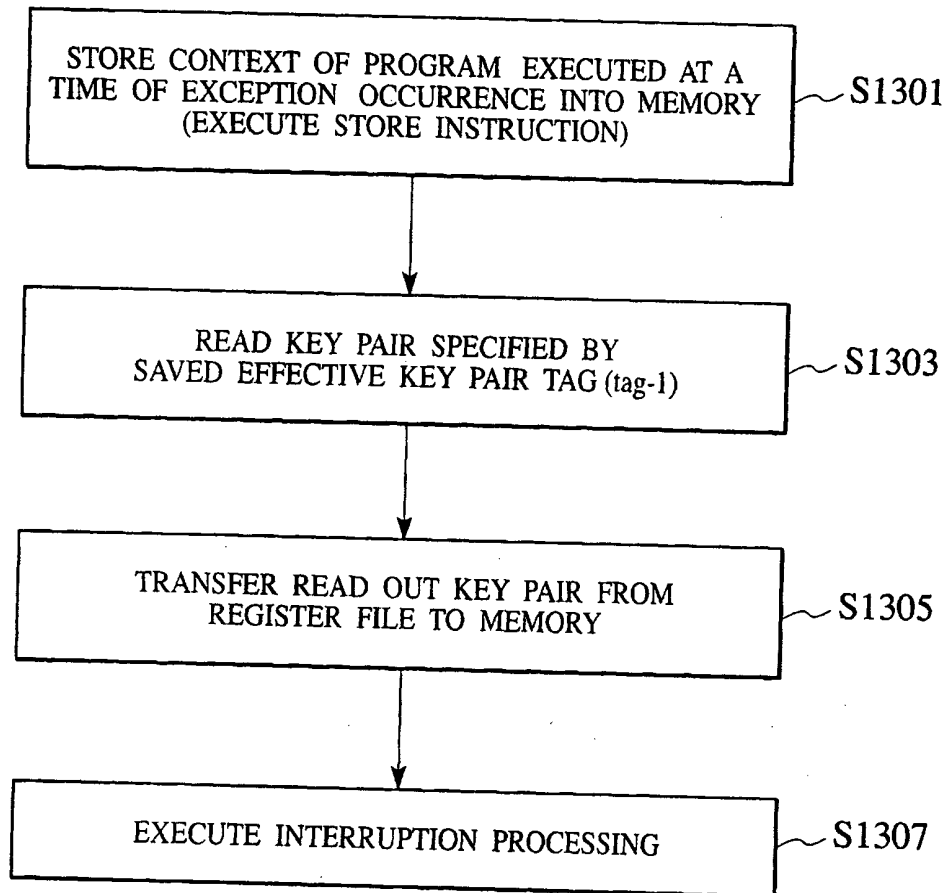 STORE CONTEXT OF PROGRAM EXECUTED AT A
TIME OF EXCEPTION OCCURRENCE INTO MEMORY
(EXECUTE STORE INSTRUCTION)
S1301
READ KEY PAIR SPECIFIED BY
SAVED EFFECTIVE KEY PAIR TAG (tag-1)
S1303
TRANSFER READ OUT KEY PAIR FROM
REGISTER FILE TO MEMORY
S1305
EXECUTE INTERRUPTION PROCESSING
S1307